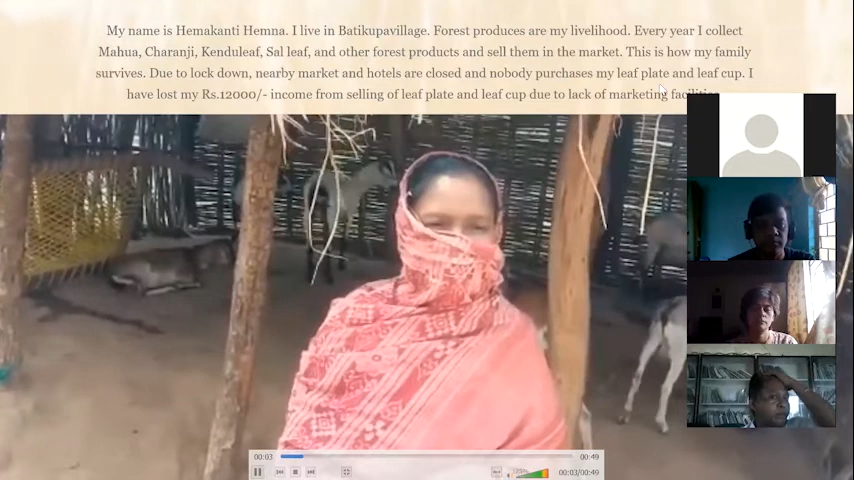 My name is Hemakanti Hemna. I live in Batikupavillage. Forest produces are my livelihood. Every year I collect
Mahua, Charanji, Kenduleaf, Sal leaf, and other forest products and sell them in the market. This is how my family
survives. Due to lock down, nearby market and hotels are closed and nobody purchases my leaf plate and leaf cup. I
have lost my Rs.12000/- income from selling of leaf plate and leaf cup due to lack of marketing
00:03
00:49
00:03/00:49